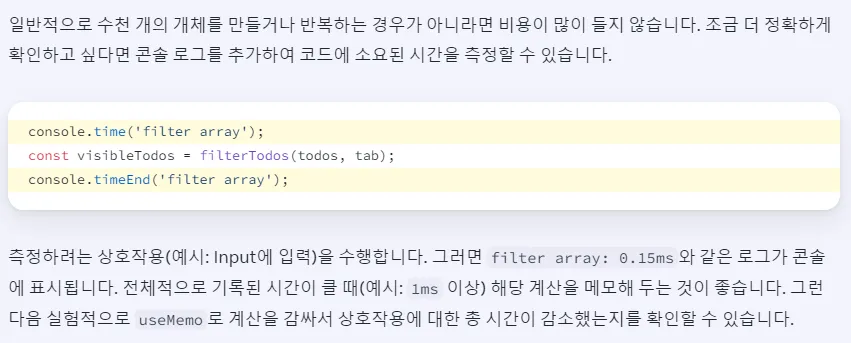 일반적으로 수천 개의 개체를 만들거나 반복하는 경우가 아니라면 비용이 많이 들지 않습니다. 조금 더 정확하게
확인하고 싶다면 콘솔 로그를 추가하여 코드에 소요된 시간을 측정할 수 있습니다.
console.time('filter array');
const visibleTodos = filterTodos(todos, tab);
console.timeEnd('filter array');
측정하려는 상호작용(예시: Input에 입력)을 수행합니다. 그러면 filter array: 0.15ms 와 같은 로그가 콘솔
에 표시됩니다. 전체적으로 기록된 시간이 클 때(예시: 1ms 이상) 해당 계산을 메모해 두는 것이 좋습니다. 그런
다음 실험적으로 useMemo 로 계산을 감싸서 상호작용에 대한 총 시간이 감소했는지를 확인할 수 있습니다.